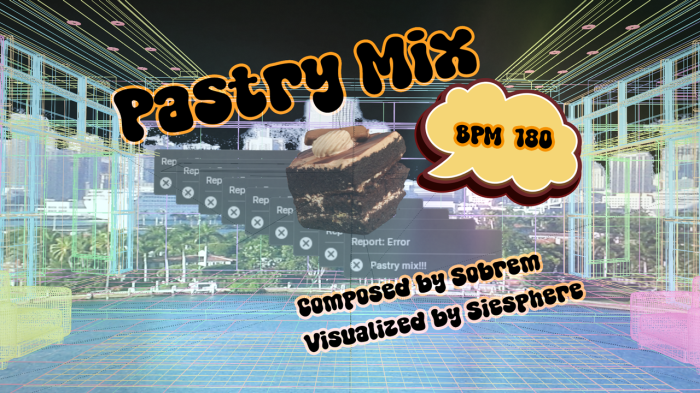 Pastry Mix
BPM 180
Rep
Rep
Rep
Rep
Rep
Rep
Report: Error
Pastry mix!!!
Composed by Sobrem
Visualized by Siesphere